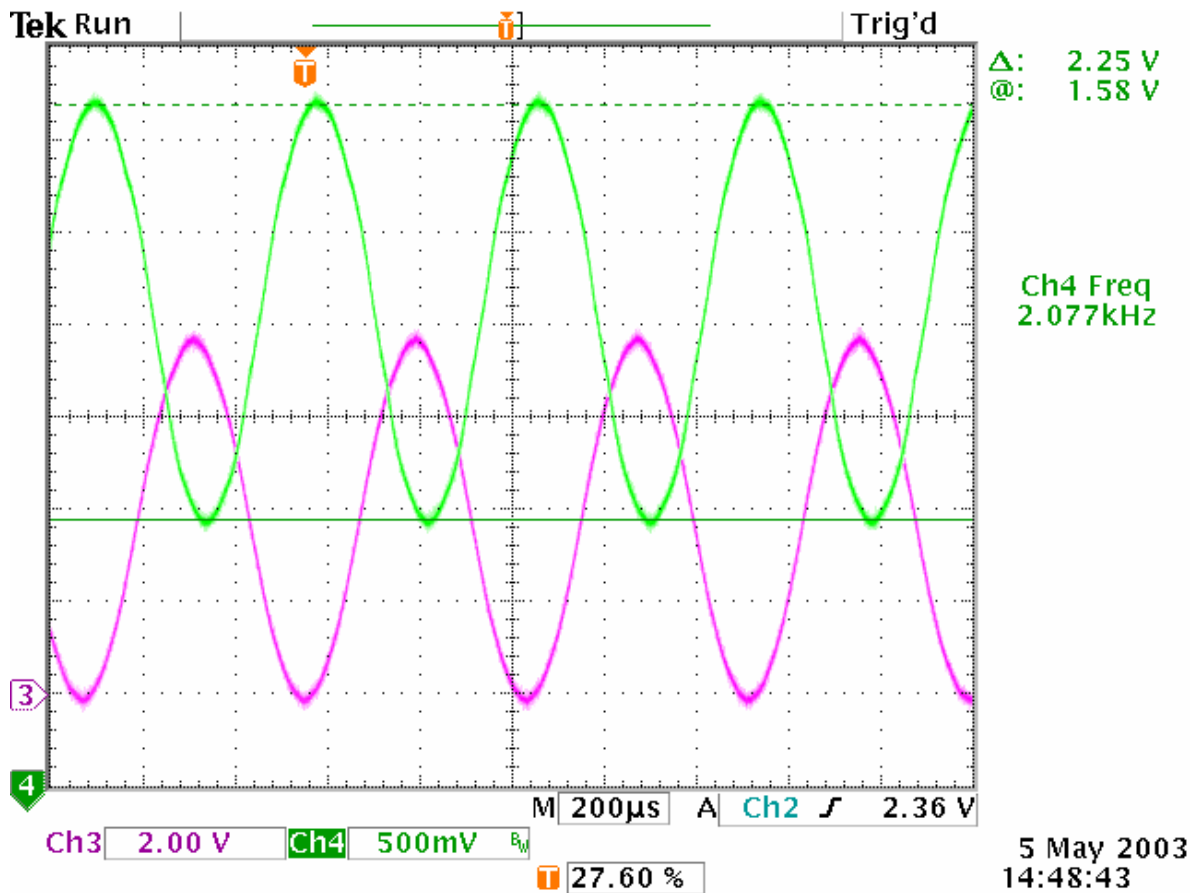 Tek Run T Trig'd
T
Δ: 2.25 V
@: 1.58 V
Ch4 Freq
2.077kHz
3
4
M 200µs A Ch2 2.36 V
Ch3 2.00 V Ch4 500mV BW
5 May 2003
T 27.60 % 14:48:43